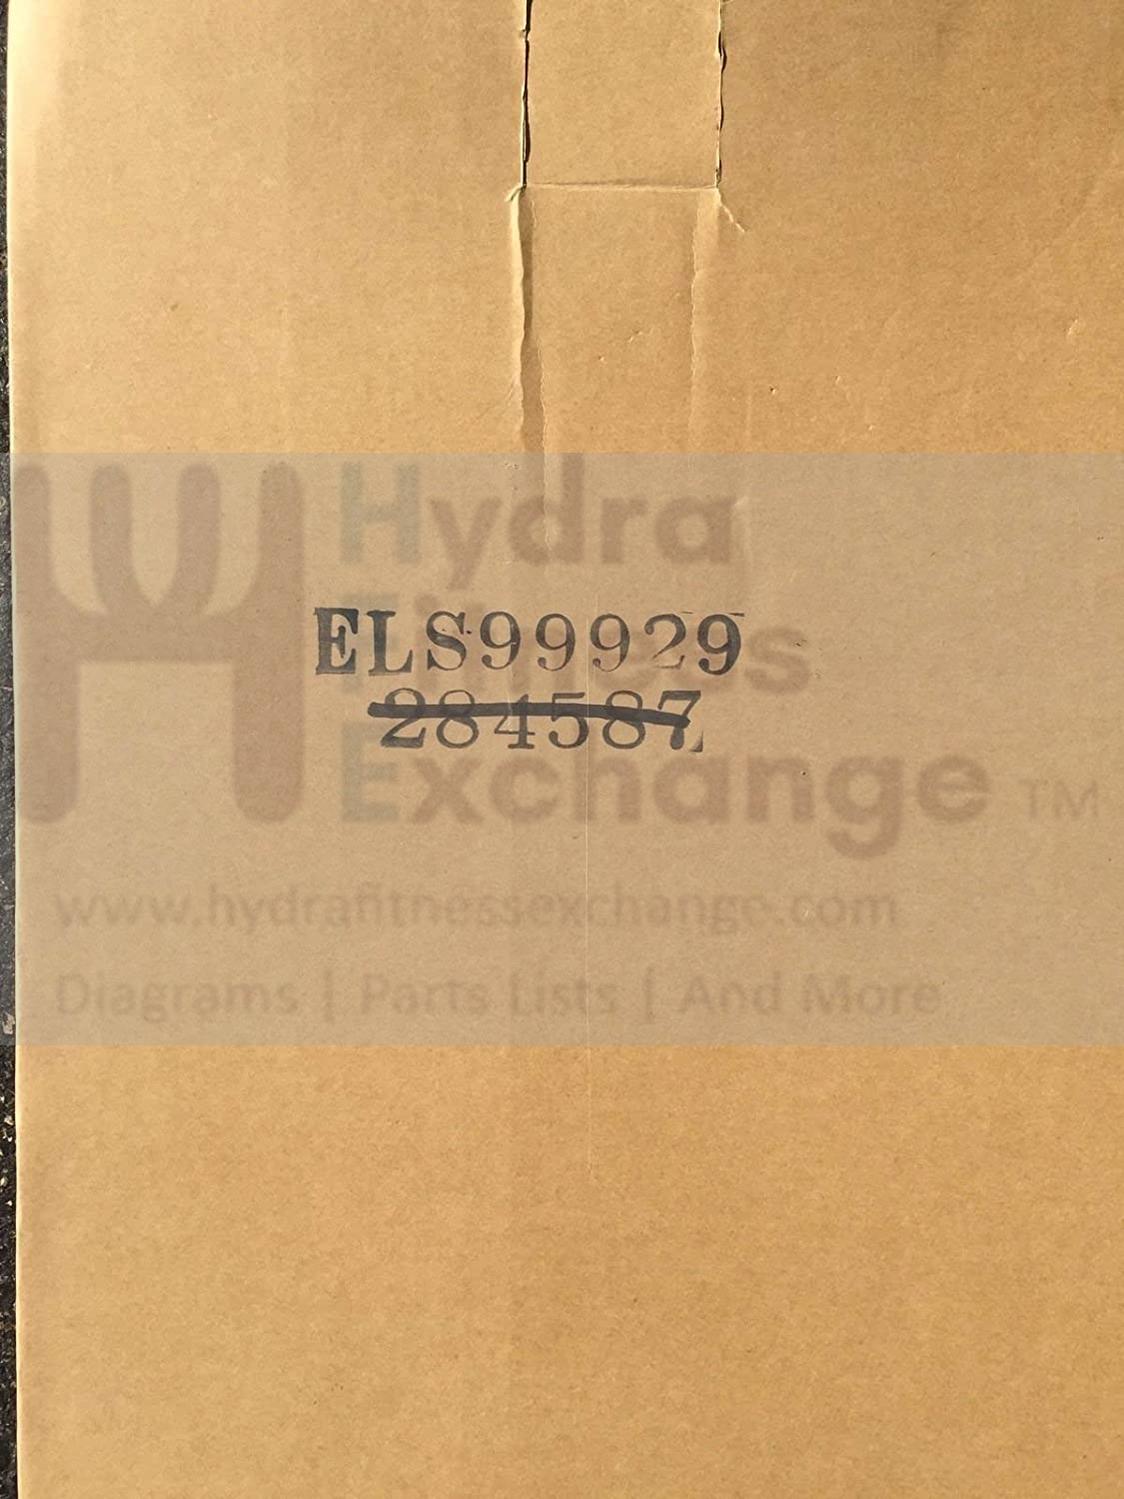 Hydra
Fitness
ELS99929
284587
Exchange TM
www.hydrafitnessexchange.com
Diagrams | Parts Lists | And More